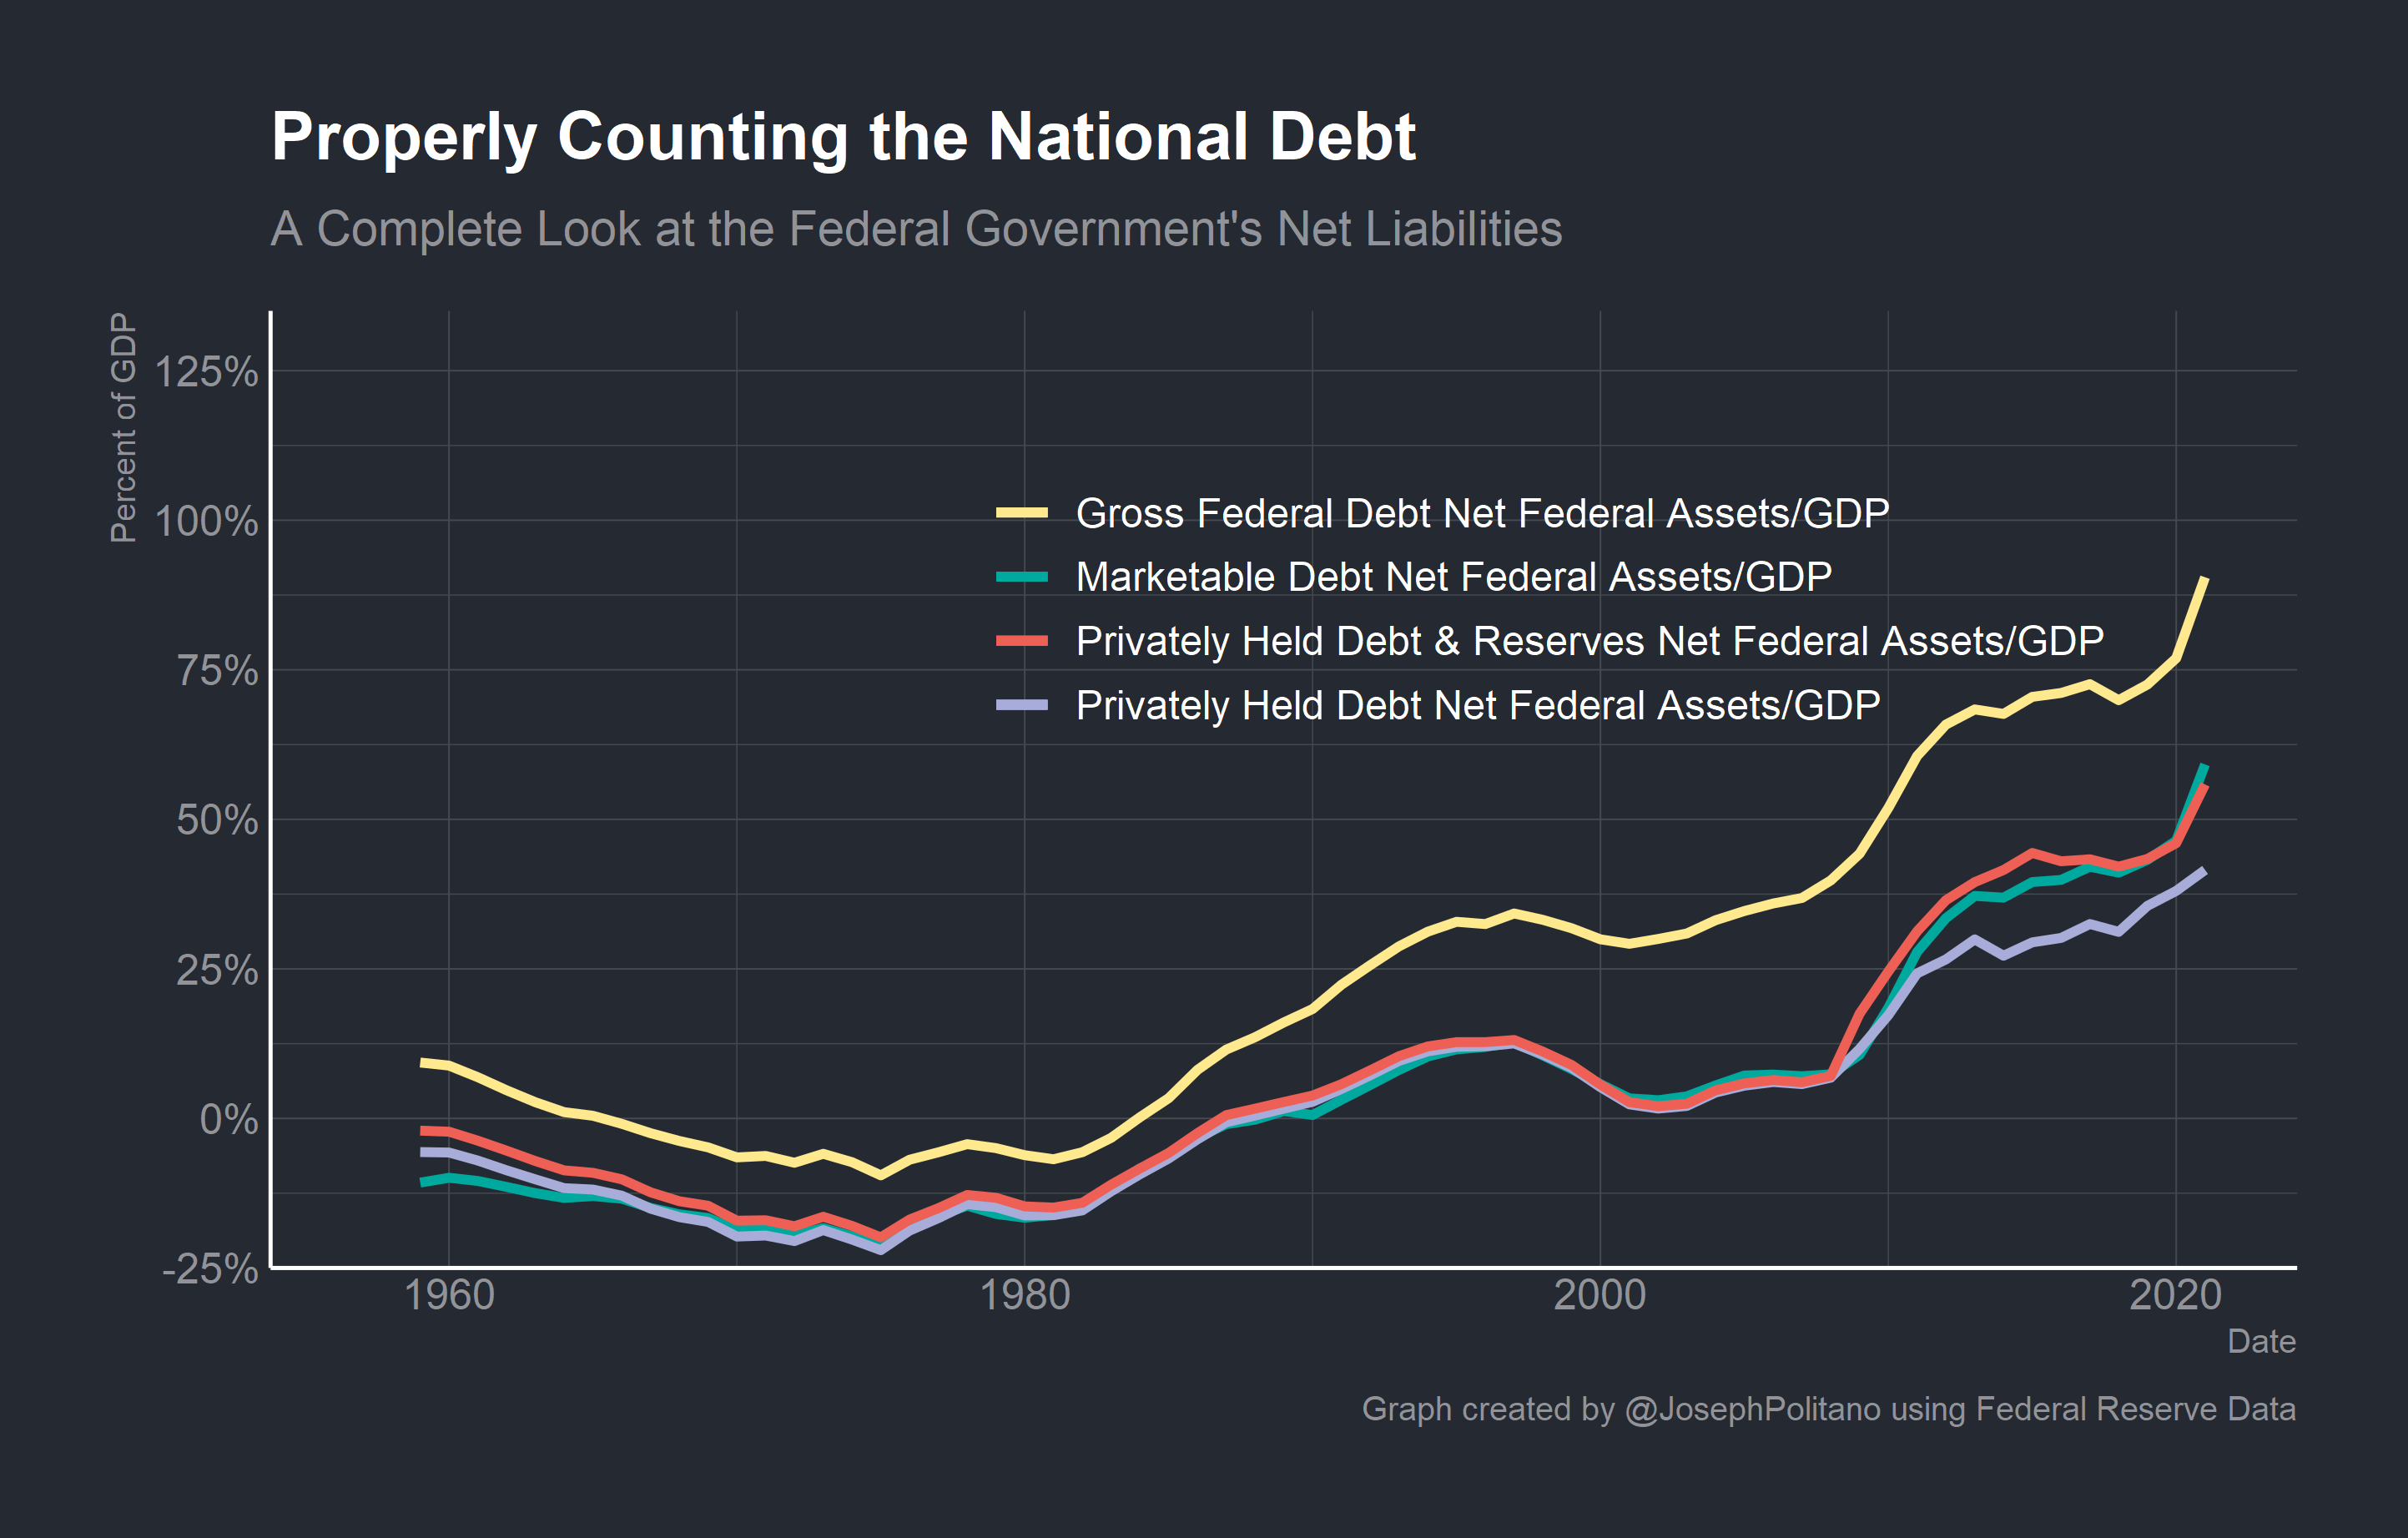 Properly Counting the National Debt
A Complete Look at the Federal Government's Net Liabilities
Percent of GDP
125%
100%
75%
50%
25%
0%
-25%
Gross Federal Debt Net Federal Assets/GDP
Marketable Debt Net Federal Assets/GDP
Privately Held Debt & Reserves Net Federal Assets/GDP
Privately Held Debt Net Federal Assets/GDP
1960 1980 2000 2020
Date
Graph created by @JosephPolitano using Federal Reserve Data